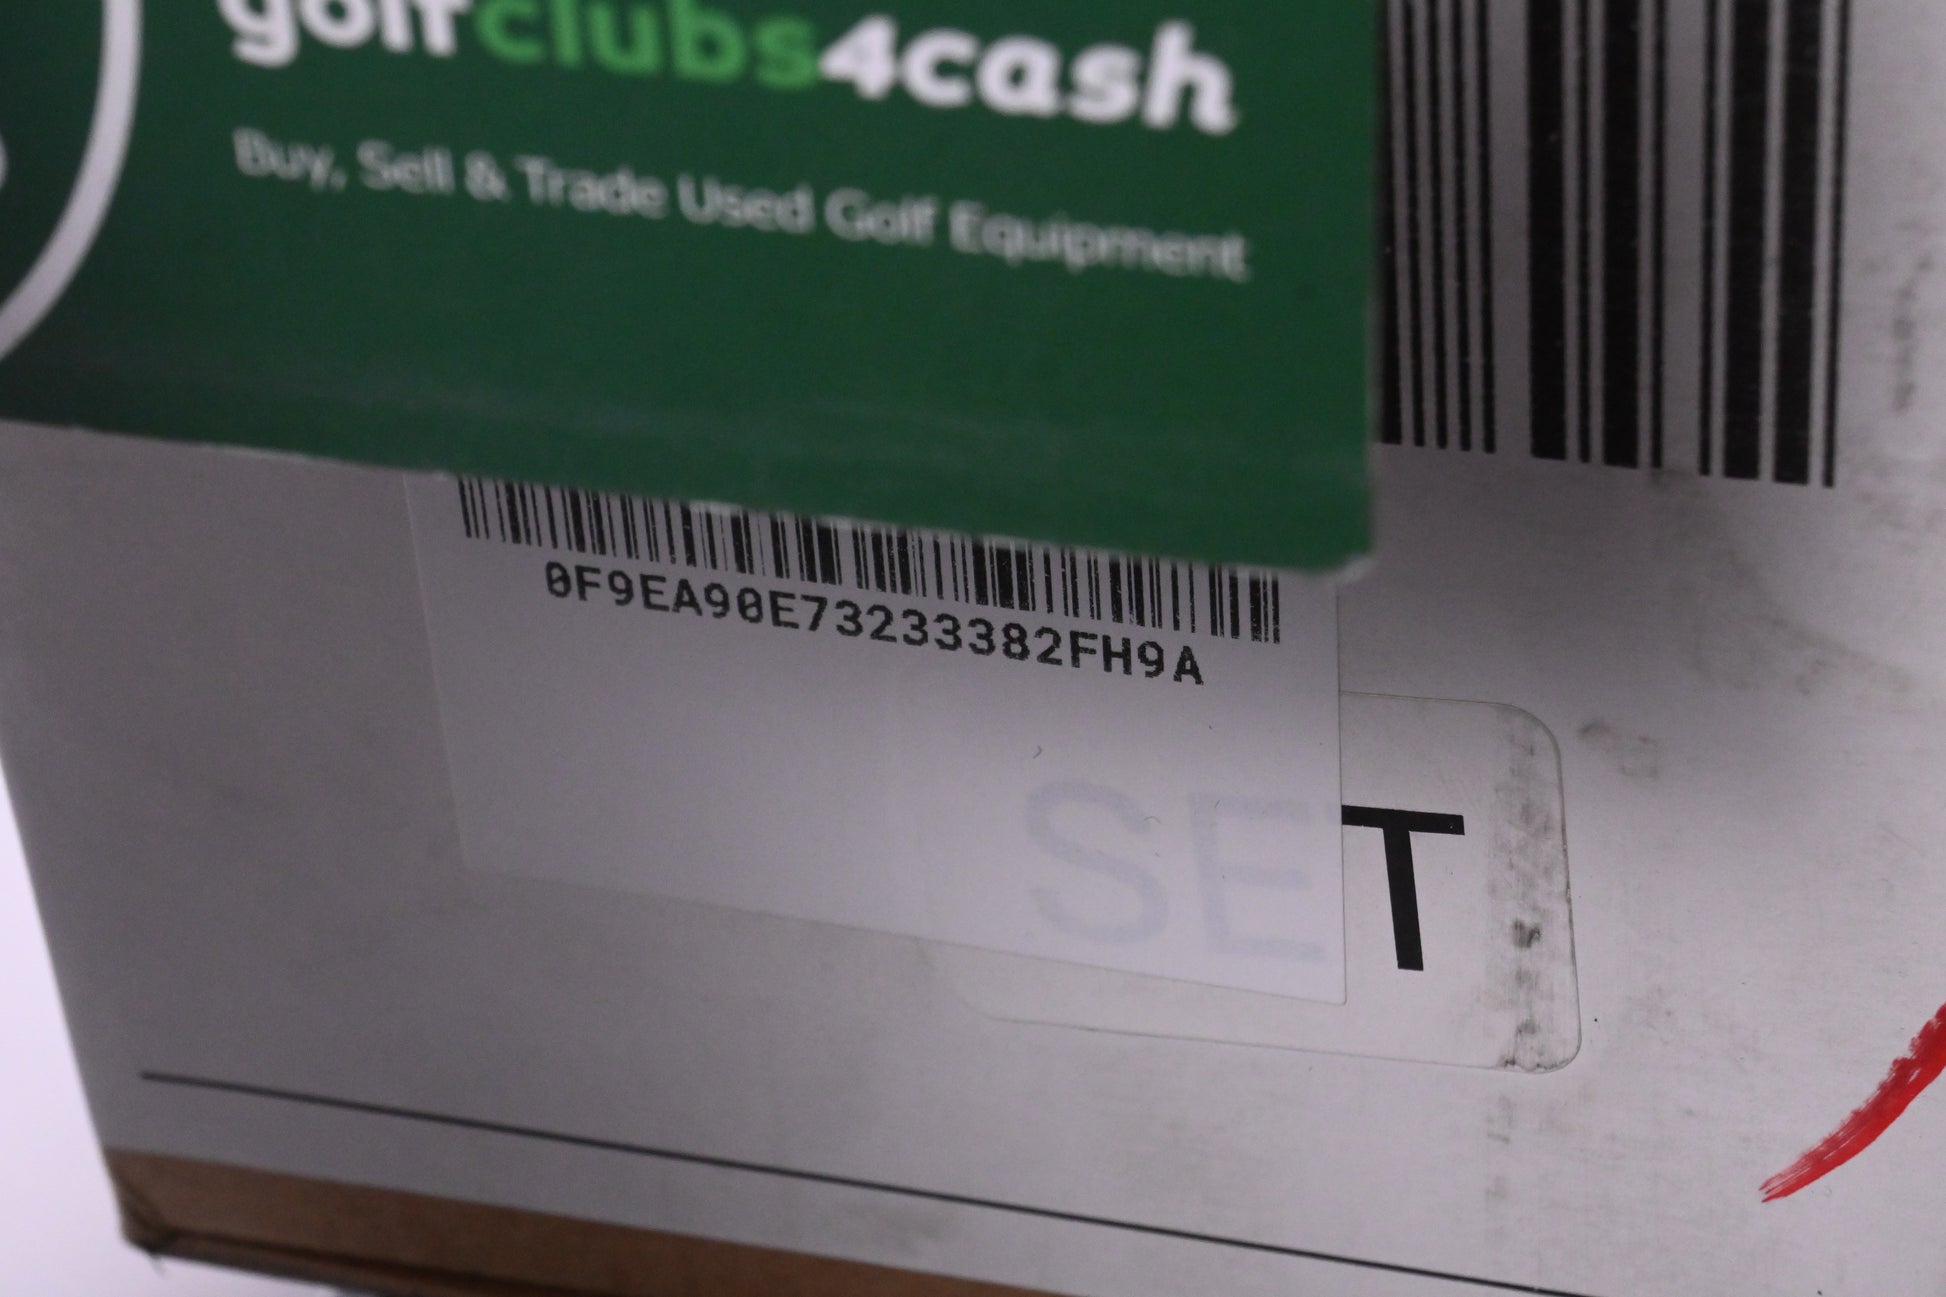 golfclubs4cash
Buy, Sell & Trade Used Golf Equipment
0F9EA90E73233382FH9A
SET